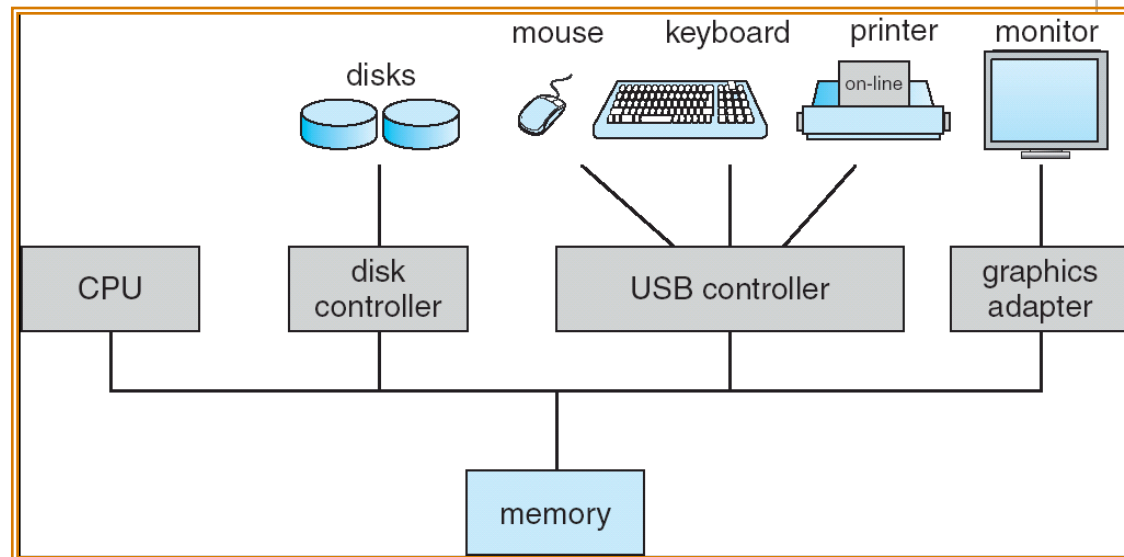 mouse
keyboard
printer
monitor
disks
on-line
CPU
disk
controller
USB controller
graphics
adapter
memory